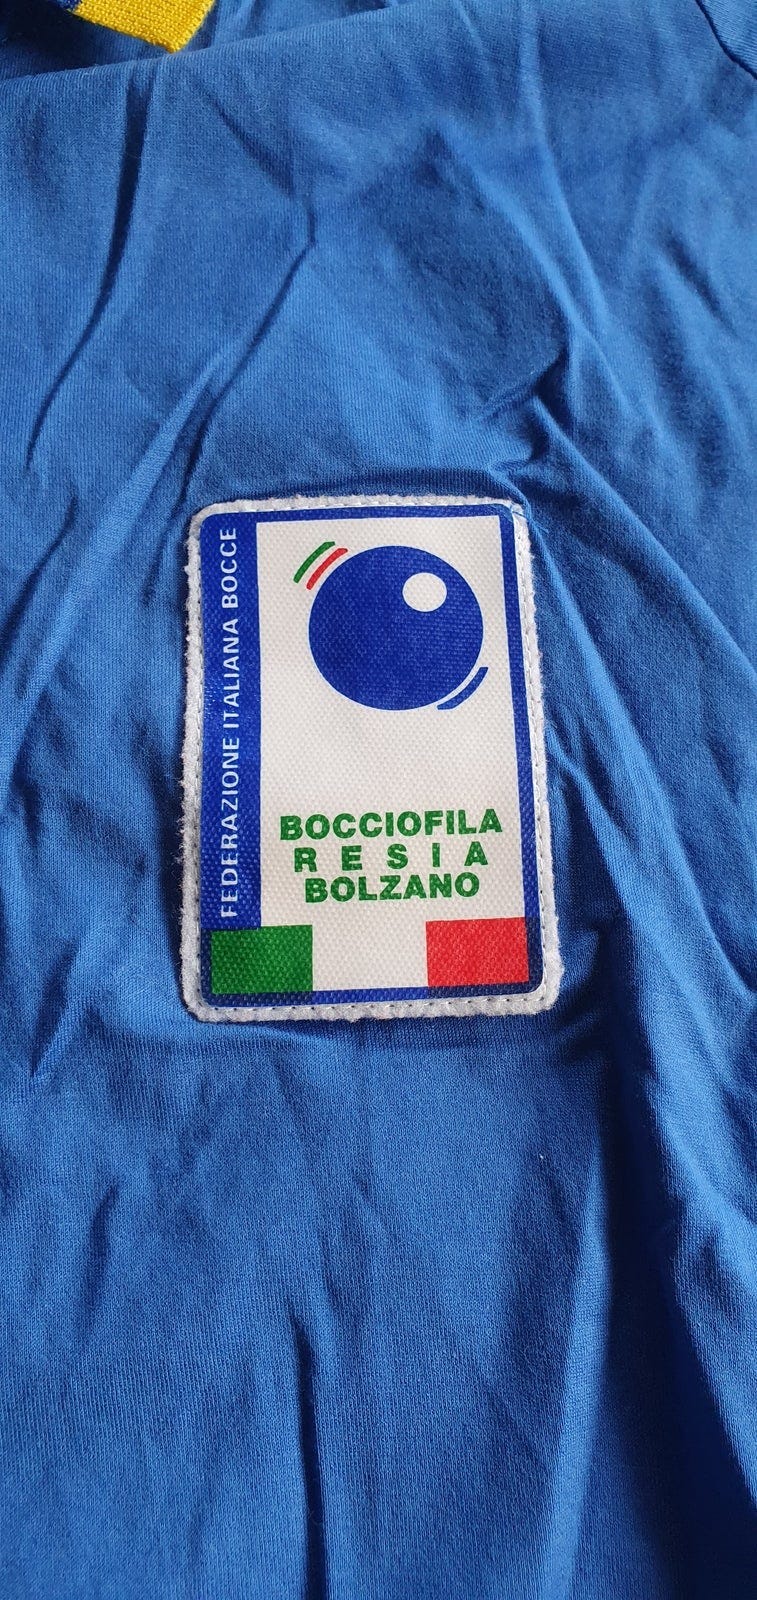 FEDERAZIONE ITALIANA BOCCE
BOCCIOFILA
RESIA
BOLZANO